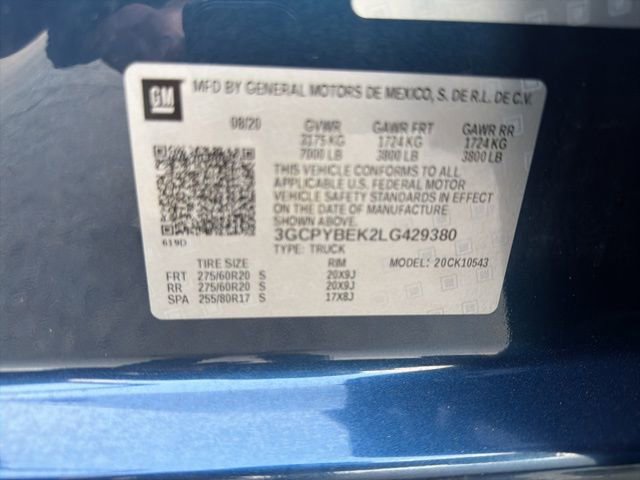 GM
MFD BY GENERAL MOTORS DE MEXICO, S. DE R.L. DE C.V.
08/20 GVWR GAWR FRT GAWR RR
3175 KG 1724 KG 1724 KG
7000 LB 3800 LB 3800 LB
THIS VEHICLE CONFORMS TO ALL
APPLICABLE U.S. FEDERAL MOTOR
VEHICLE SAFETY STANDARDS IN EFFECT
ON THE DATE OF MANUFACTURE
SHOWN ABOVE.
3GCPYBEK2LG429380
619D
TYPE: TRUCK MODEL: 20CK10543
TIRE SIZE RIM
FRT 275/60R20 S 20X9J
RR 275/60R20 S 20X9J
SPA 255/80R17 S 17X8J